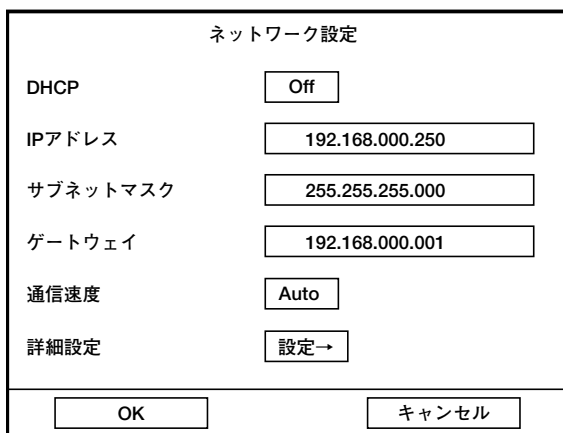 ネットワーク設定
DHCP Off
IPアドレス 192.168.000.250
サブネットマスク 255.255.255.000
ゲートウェイ 192.168.000.001
通信速度 Auto
詳細設定 設定→
OK キャンセル